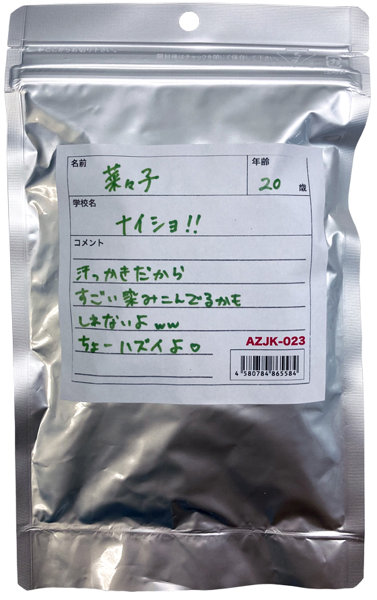 名前
菜々子
年齢
20 歳
学校名
ナイショ!!
コメント
汗っかきだから
すごい染みこんでるかも
しれないよww
ちょーハズイよ♡
AZJK-023
4 580784 865584